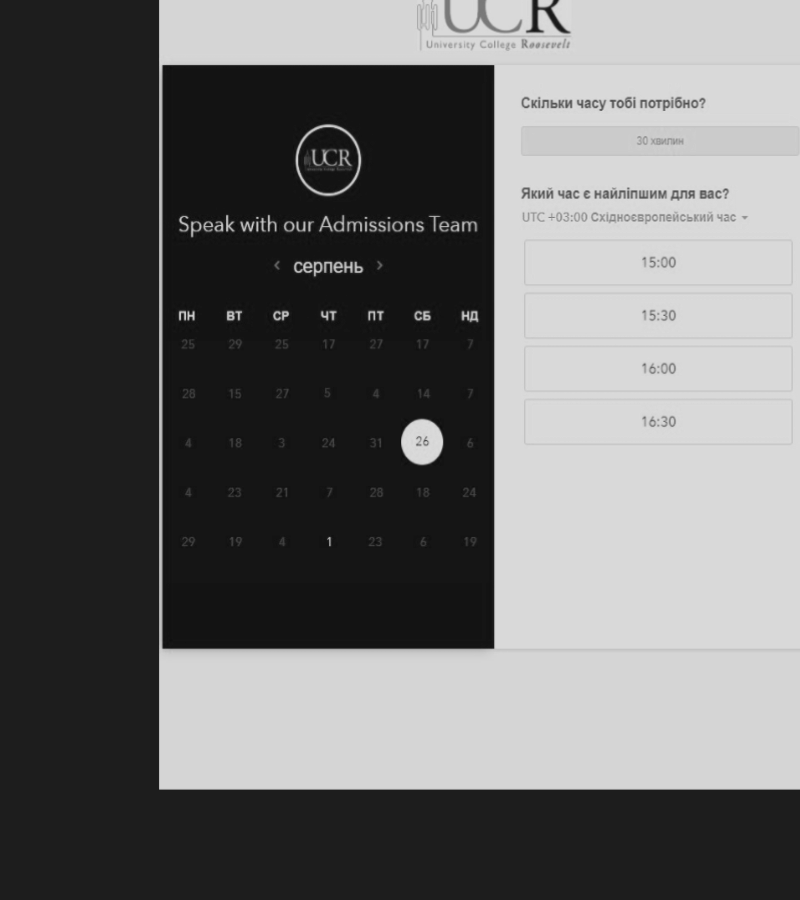 UCR
University College Roosevelt
UCR
Speak with our Admissions Team
‹ серпень ›
ПН ВТ СР ЧТ ПТ СБ НД
25 29 25 17 27 17 7
28 15 27 5 4 14 7
4 18 3 24 31 26 6
4 23 21 7 28 18 24
29 19 4 1 23 6 19
Скільки часу тобі потрібно?
30 хвилин
Який час є найліпшим для вас?
UTC +03:00 Східноєвропейський час
15:00
15:30
16:00
16:30